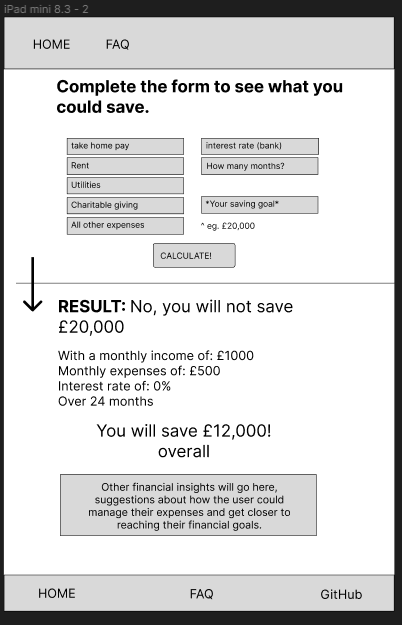 iPad mini 8.3 - 2
HOME FAQ
Complete the form to see what you
could save.
take home pay
Rent
Utilities
Charitable giving
All other expenses
interest rate (bank)
How many months?
*Your saving goal*
^ eg. £20,000
CALCULATE!
RESULT: No, you will not save
£20,000
With a monthly income of: £1000
Monthly expenses of: £500
Interest rate of: 0%
Over 24 months
You will save £12,000!
overall
Other financial insights will go here,
suggestions about how the user could
manage their expenses and get closer to
reaching their financial goals.
HOME FAQ GitHub